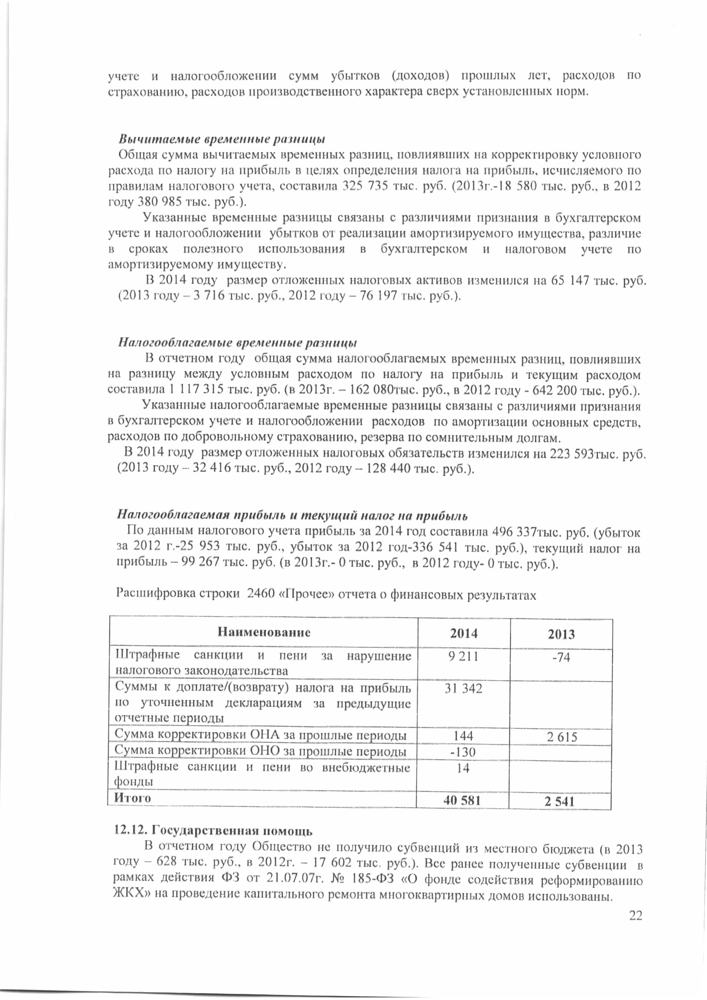 учете и налогообложении сумм убытков (доходов) прошлых лет, расходов по
страхованию, расходов производственного характера сверх установленных норм.
Вычитаемые временные разницы
Общая сумма вычитаемых временных разниц, повлиявших на корректировку условного
расхода по налогу на прибыль в целях определения налога на прибыль, исчисляемого по
правилам налогового учета, составила 325 735 тыс. руб. (2013г.-18 580 тыс. руб., в 2012
году 380 985 тыс. руб.).
Указанные временные разницы связаны с различиями признания в бухгалтерском
учете и налогообложении убытков от реализации амортизируемого имущества, различие
в сроках полезного использования в бухгалтерском и налоговом учете по
амортизируемому имуществу.
В 2014 году размер отложенных налоговых активов изменился на 65 147 тыс. руб.
(2013 году – 3 716 тыс. руб., 2012 году – 76 197 тыс. руб.).
Налогооблагаемые временные разницы
В отчетном году общая сумма налогооблагаемых временных разниц, повлиявших
на разницу между условным расходом по налогу на прибыль и текущим расходом
составила 1 117 315 тыс. руб. (в 2013г. – 162 080тыс. руб., в 2012 году - 642 200 тыс. руб.).
Указанные налогооблагаемые временные разницы связаны с различиями признания
в бухгалтерском учете и налогообложении расходов по амортизации основных средств,
расходов по добровольному страхованию, резерва по сомнительным долгам.
В 2014 году размер отложенных налоговых обязательств изменился на 223 593тыс. руб.
(2013 году – 32 416 тыс. руб., 2012 году – 128 440 тыс. руб.).
Налогооблагаемая прибыль и текущий налог на прибыль
По данным налогового учета прибыль за 2014 год составила 496 337тыс. руб. (убыток
за 2012 г.-25 953 тыс. руб., убыток за 2012 год-336 541 тыс. руб.), текущий налог на
прибыль – 99 267 тыс. руб. (в 2013г.- 0 тыс. руб., в 2012 году- 0 тыс. руб.).
Расшифровка строки 2460 «Прочее» отчета о финансовых результатах
Наименование 2014 2013
Штрафные санкции и пени за нарушение 9 211 -74
налогового законодательства
Суммы к доплате/(возврату) налога на прибыль 31 342
по уточненным декларациям за предыдущие
отчетные периоды
Сумма корректировки ОНА за прошлые периоды 144 2 615
Сумма корректировки ОНО за прошлые периоды -130
Штрафные санкции и пени во внебюджетные 14
фонды
Итого 40 581 2 541
12.12. Государственная помощь
В отчетном году Общество не получило субвенций из местного бюджета (в 2013
году – 628 тыс. руб., в 2012г. – 17 602 тыс. руб.). Все ранее полученные субвенции в
рамках действия ФЗ от 21.07.07г. № 185-ФЗ «О фонде содействия реформированию
ЖКХ» на проведение капитального ремонта многоквартирных домов использованы.
22